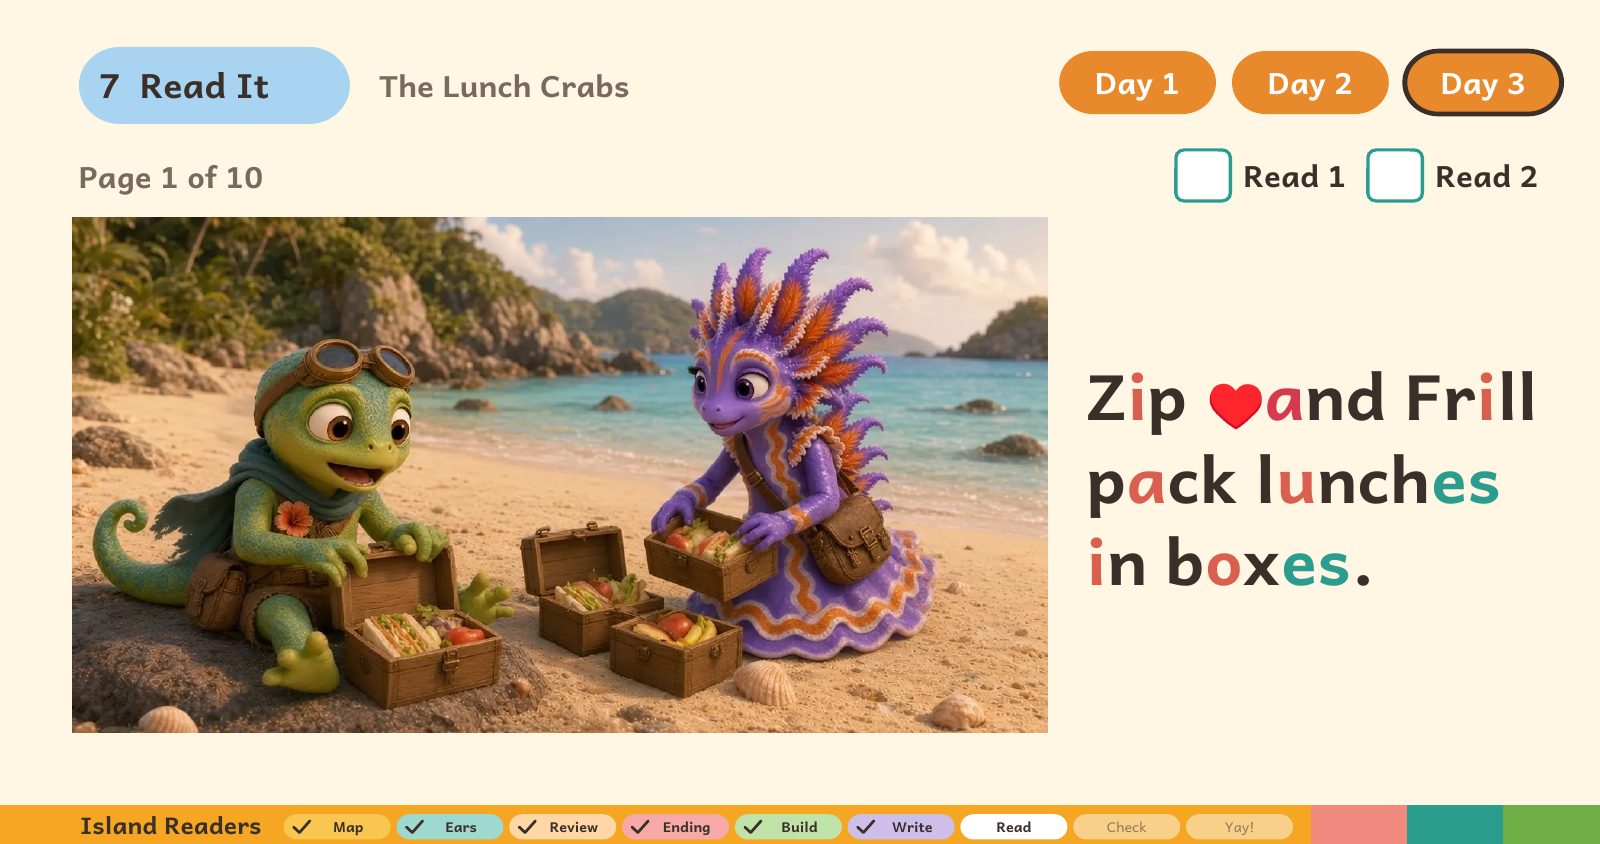 7 Read It
The Lunch Crabs
Day 1
Day 2
Day 3
Page 1 of 10
Read 1
Read 2
Zip and Frill
pack lunches
in boxes.
Island Readers
Map
Ears
Review
Ending
Build
Write
Read
Check
Yay!